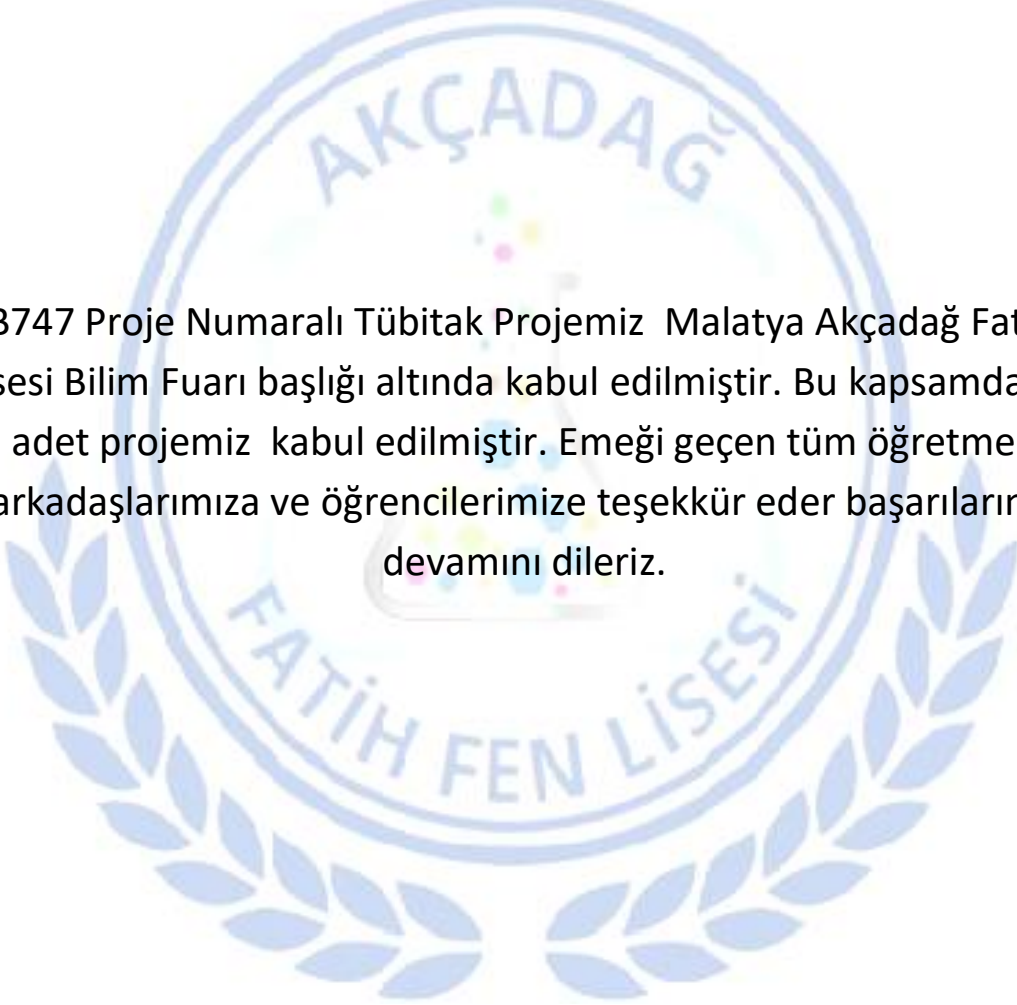 AKÇADAĞ
3747 Proje Numaralı Tübitak Projemiz  Malatya Akçadağ Fat
sesi Bilim Fuarı başlığı altında kabul edilmiştir. Bu kapsamda
adet projemiz  kabul edilmiştir. Emeği geçen tüm öğretme
arkadaşlarımıza ve öğrencilerimize teşekkür eder başarıların
devamını dileriz.
FATİH FEN LİSESİ